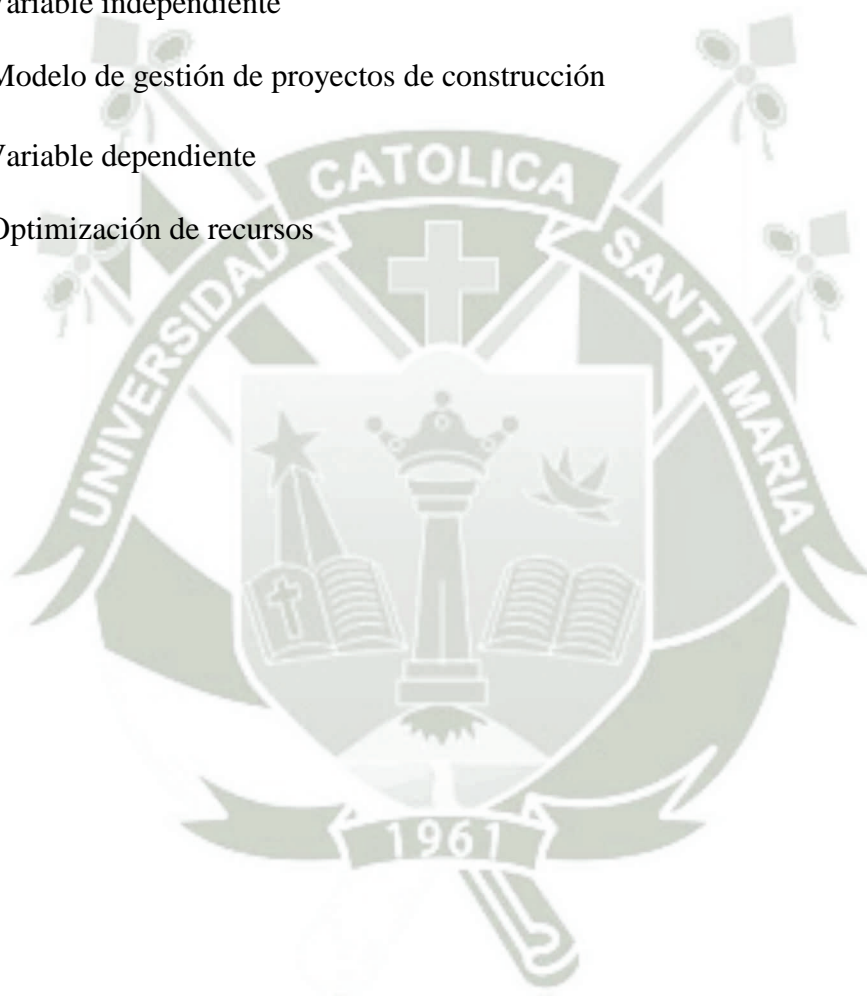 Variable independiente
Modelo de gestión de proyectos de construcción
Variable dependiente
Optimización de recursos
UNIVERSIDAD CATOLICA SANTA MARIA
1961